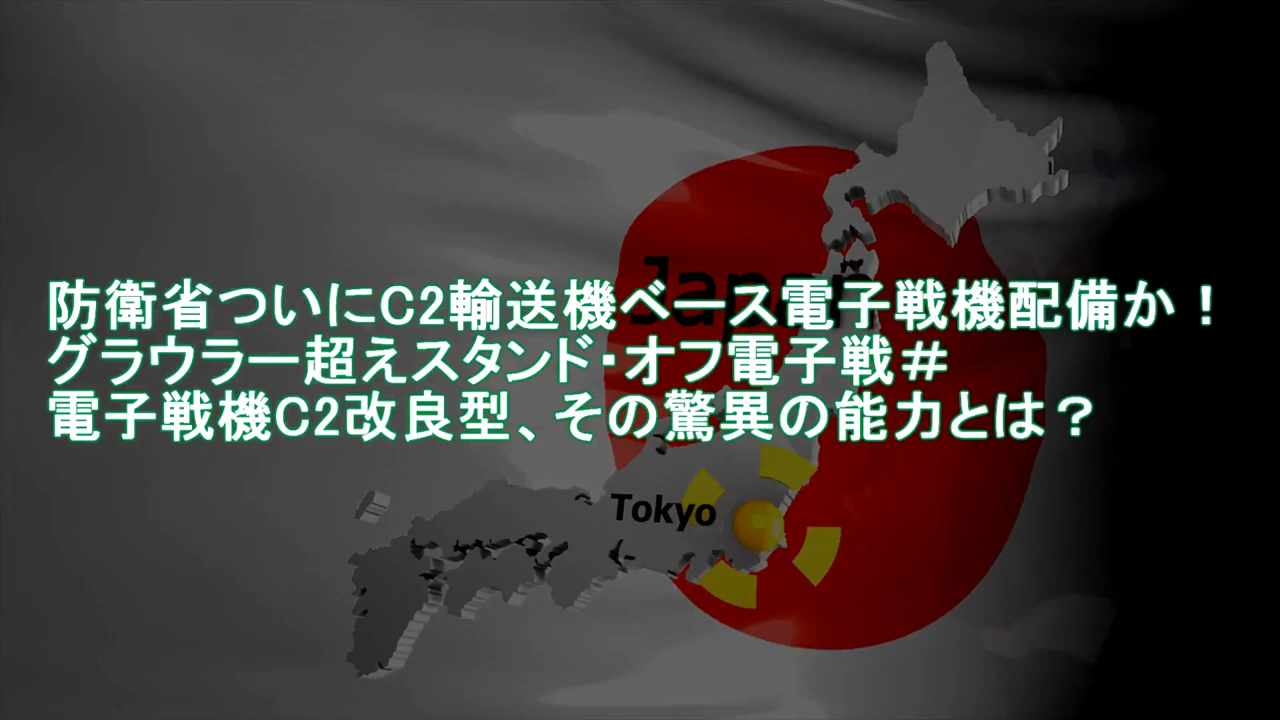 Japan
防衛省ついにC2輸送機ベース電子戦機配備か！
グラウラー超えスタンド・オフ電子戦＃
電子戦機C2改良型、その驚異の能力とは？
Tokyo